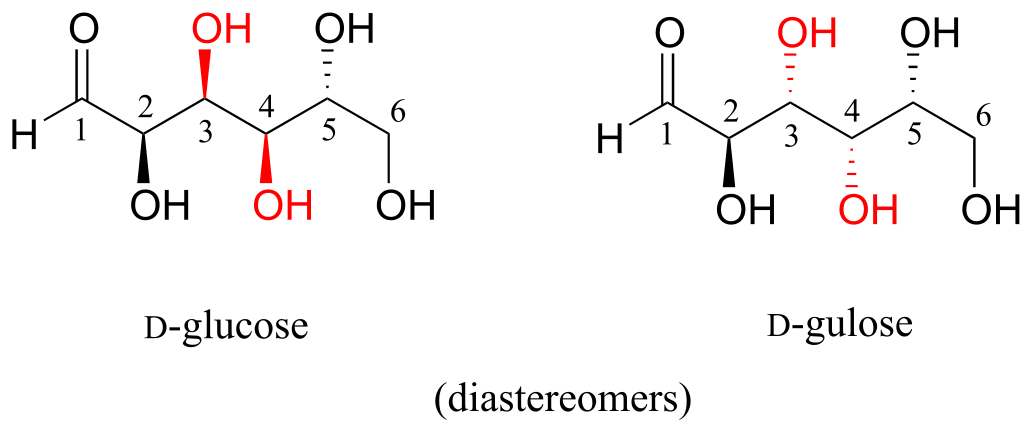 O OH OH O OH OH
2 4 6 2 4 6
H 1 3 5 H 1 3 5
OH OH OH OH OH OH
D-glucose D-gulose
(diastereomers)